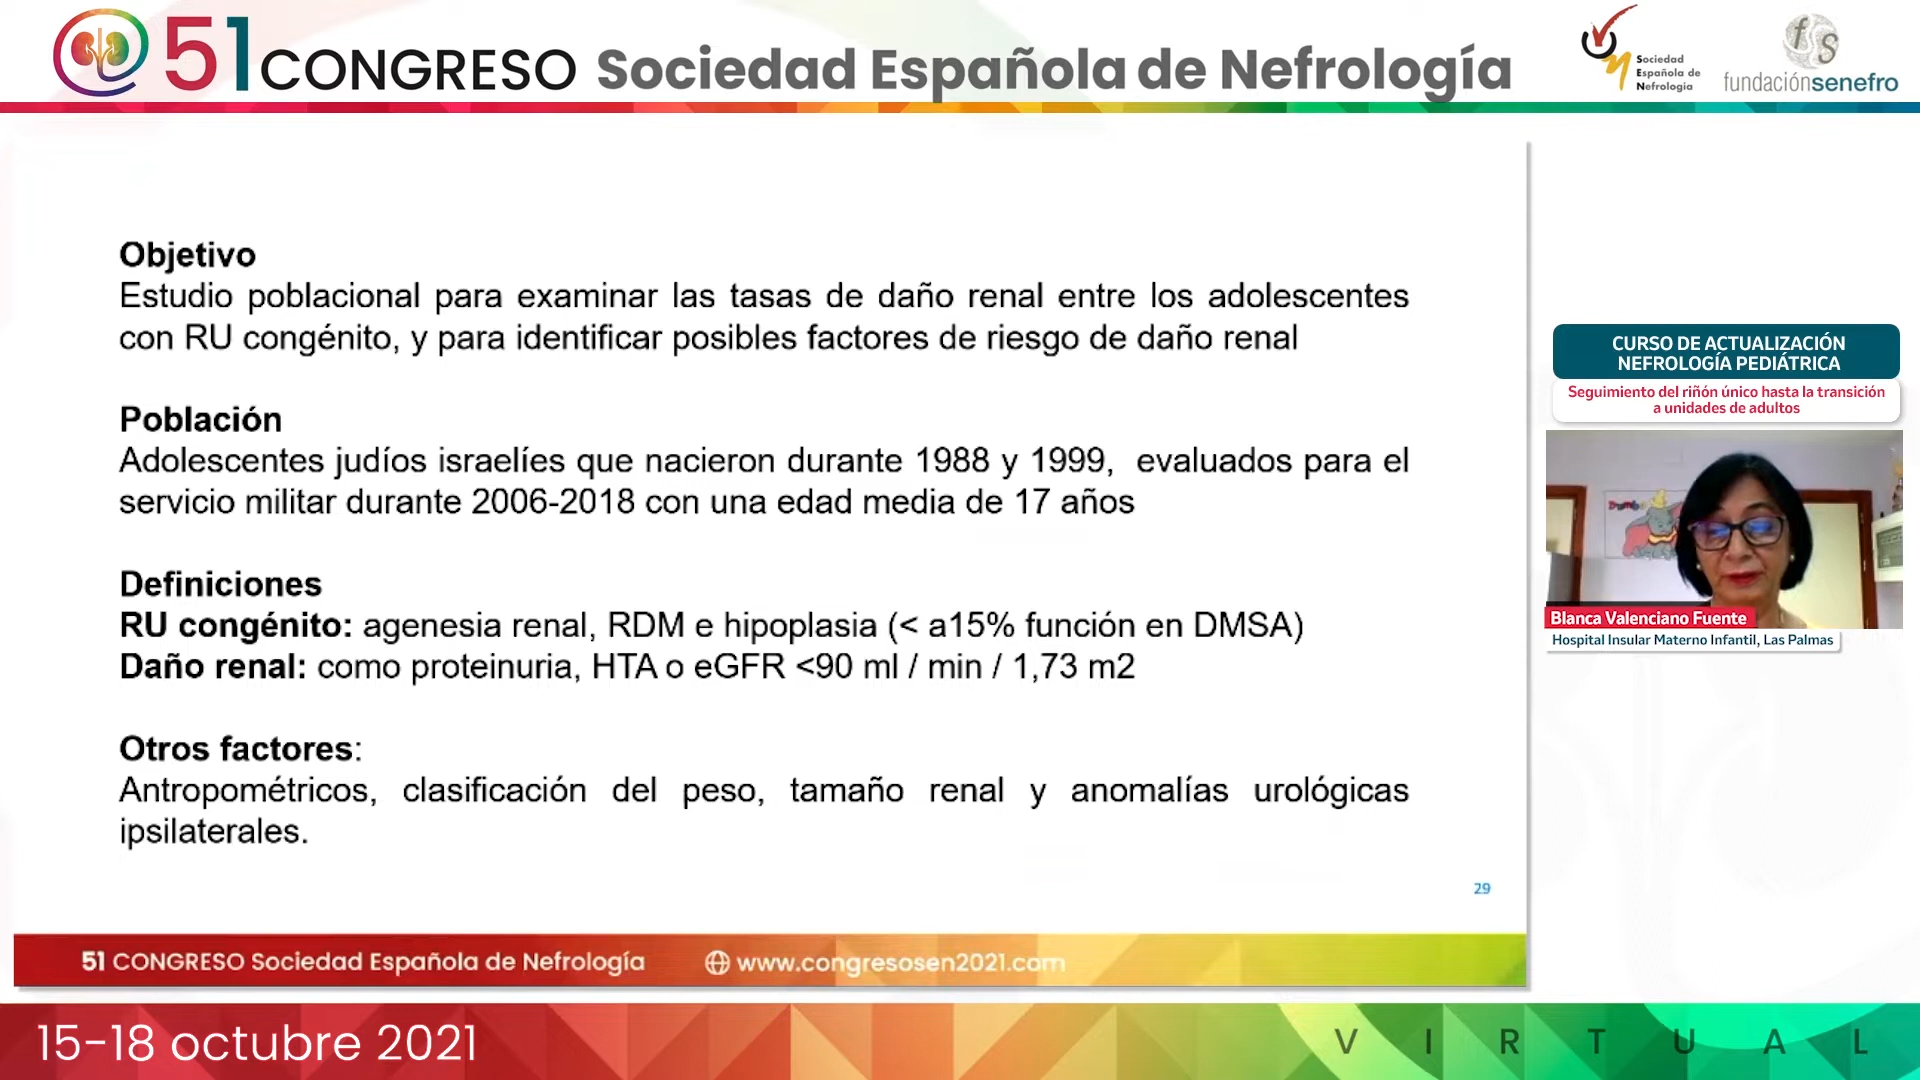 51 CONGRESO Sociedad Española de Nefrología
Sociedad
Española de
Nefrología
fs
fundaciónsenefro
Objetivo
Estudio poblacional para examinar las tasas de daño renal entre los adolescentes
con RU congénito, y para identificar posibles factores de riesgo de daño renal
Población
Adolescentes judíos israelíes que nacieron durante 1988 y 1999, evaluados para el
servicio militar durante 2006-2018 con una edad media de 17 años
Definiciones
RU congénito: agenesia renal, RDM e hipoplasia (< a15% función en DMSA)
Daño renal: como proteinuria, HTA o eGFR <90 ml / min / 1,73 m2
Otros factores:
Antropométricos, clasificación del peso, tamaño renal y anomalías urológicas
ipsilaterales.
29
51 CONGRESO Sociedad Española de Nefrología
www.congresosen2021.com
CURSO DE ACTUALIZACIÓN
NEFROLOGÍA PEDIÁTRICA
Seguimiento del riñón único hasta la transición
a unidades de adultos
Dumbo
Blanca Valenciano Fuente
Hospital Insular Materno Infantil, Las Palmas
15-18 octubre 2021
VIRTUAL